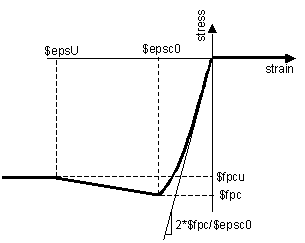 stress
$epsU
$epsc0
strain
$fpcu
$fpc
2*$fpc/$epsc0